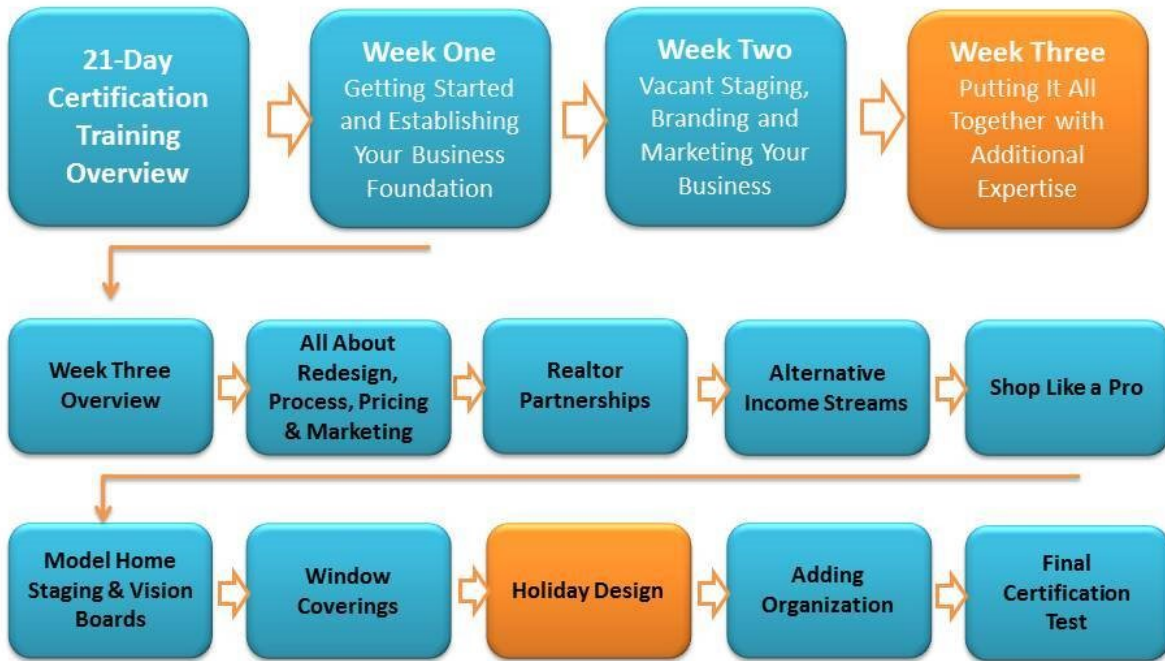 21-Day
Certification
Training
Overview
Week One
Getting Started
and Establishing
Your Business
Foundation
Week Two
Vacant Staging,
Branding and
Marketing Your
Business
Week Three
Putting It All
Together with
Additional
Expertise
Week Three
Overview
All About
Redesign,
Process, Pricing
& Marketing
Realtor
Partnerships
Alternative
Income Streams
Shop Like a Pro
Model Home
Staging & Vision
Boards
Window
Coverings
Holiday Design
Adding
Organization
Final
Certification
Test